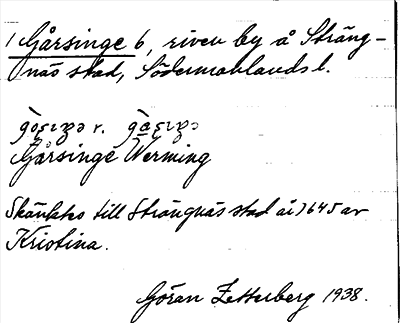 1 Gårsinge 6, riven by å Sträng-
näs stad, Södermanlands l.
Gårsinge Werming
Skänktes till Strängnäs stad år 1645 av
Kristina.
Göran Zetterberg 1938.